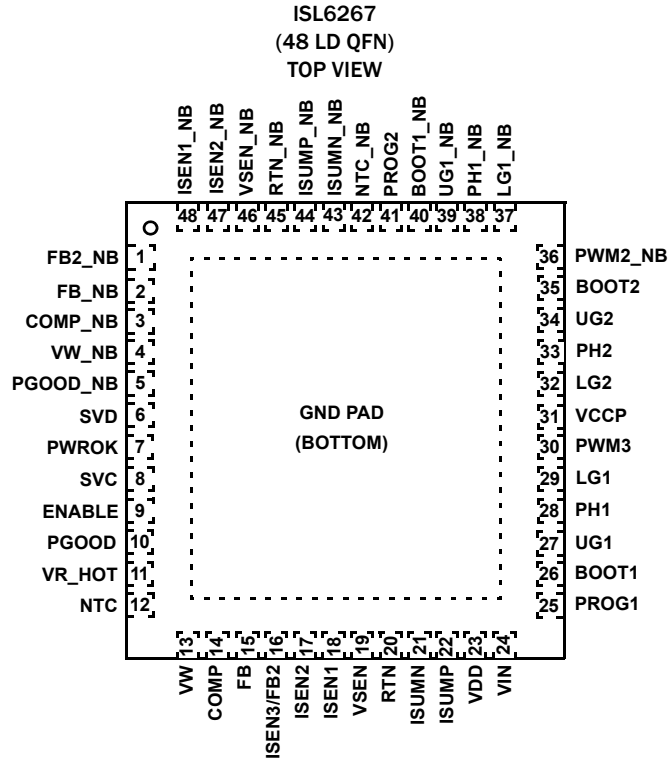 ISL6267
(48 LD QFN)
TOP VIEW
ISEN1_NB
ISEN2_NB
VSEN_NB
RTN_NB
ISUMP_NB
ISUMN_NB
NTC_NB
PROG2
BOOT1_NB
UG1_NB
PH1_NB
LG1_NB
48 47 46 45 44 43 42 41 40 39 38 37
FB2_NB 1
FB_NB 2
COMP_NB 3
VW_NB 4
PGOOD_NB 5
SVD 6
PWROK 7
SVC 8
ENABLE 9
PGOOD 10
VR_HOT 11
NTC 12
GND PAD
(BOTTOM)
36 PWM2_NB
35 BOOT2
34 UG2
33 PH2
32 LG2
31 VCCP
30 PWM3
29 LG1
28 PH1
27 UG1
26 BOOT1
25 PROG1
13 14 15 16 17 18 19 20 21 22 23 24
VW
COMP
FB
ISEN3/FB2
ISEN2
ISEN1
VSEN
RTN
ISUMN
ISUMP
VDD
VIN